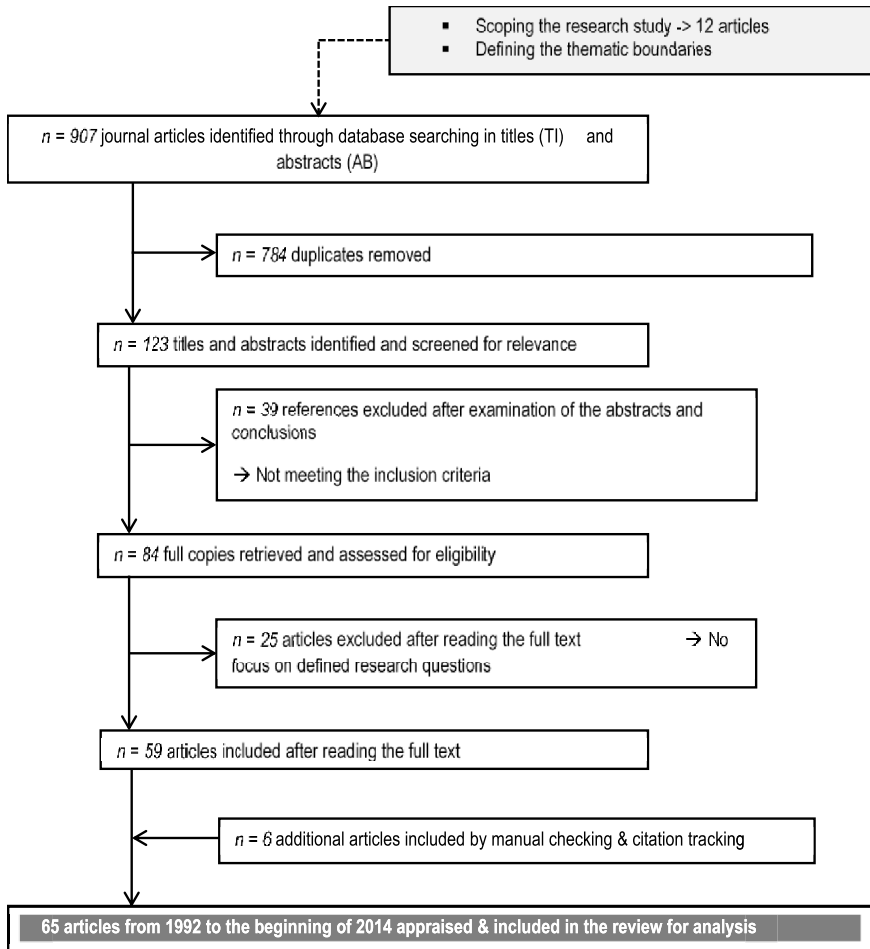 ▪ Scoping the research study -> 12 articles
▪ Defining the thematic boundaries
n = 907 journal articles identified through database searching in titles (TI) and
abstracts (AB)
n = 784 duplicates removed
n = 123 titles and abstracts identified and screened for relevance
n = 39 references excluded after examination of the abstracts and
conclusions
→ Not meeting the inclusion criteria
n = 84 full copies retrieved and assessed for eligibility
n = 25 articles excluded after reading the full text → No
focus on defined research questions
n = 59 articles included after reading the full text
n = 6 additional articles included by manual checking & citation tracking
65 articles from 1992 to the beginning of 2014 appraised & included in the review for analysis